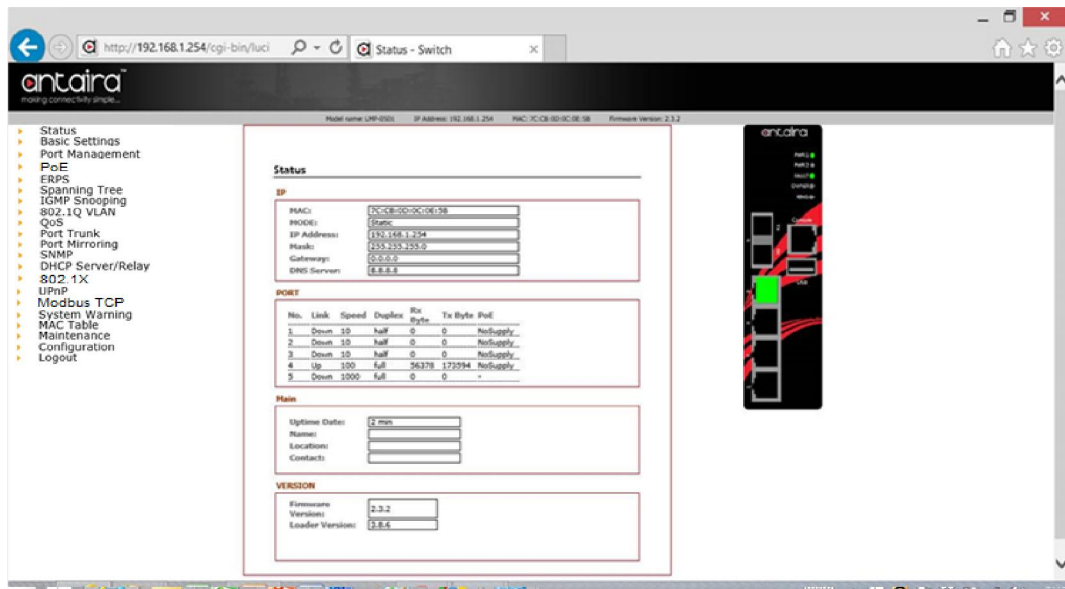 http://192.168.1.254/cgi-bin/luci
Status - Switch
antaira
making connectivity simple...
Model name: LMP-0501 IP Address: 192.168.1.254 MAC: 7C:CB:0D:0C:0E:5B Firmware Version: 2.3.2
Status
Basic Settings
Port Management
PoE
ERPS
Spanning Tree
IGMP Snooping
802.1Q VLAN
QoS
Port Trunk
Port Mirroring
SNMP
DHCP Server/Relay
802.1X
UPnP
Modbus TCP
System Warning
MAC Table
Maintenance
Configuration
Logout
Status
IP
MAC: 7C:CB:0D:0C:0E:5B
MODE: Static
IP Address: 192.168.1.254
Mask: 255.255.255.0
Gateway: 0.0.0.0
DNS Server: 8.8.8.8
PORT
No. Link Speed Duplex Rx Byte Tx Byte PoE
1 Down 10 half 0 0 NoSupply
2 Down 10 half 0 0 NoSupply
3 Down 10 half 0 0 NoSupply
4 Up 100 full 56378 173594 NoSupply
5 Down 1000 full 0 0 -
Main
Uptime Date: 2 min
Name:
Location:
Contact:
VERSION
Firmware Version: 2.3.2
Loader Version: 3.8.6
antaira
PWR1
PWR2
FAULT
Console
USB